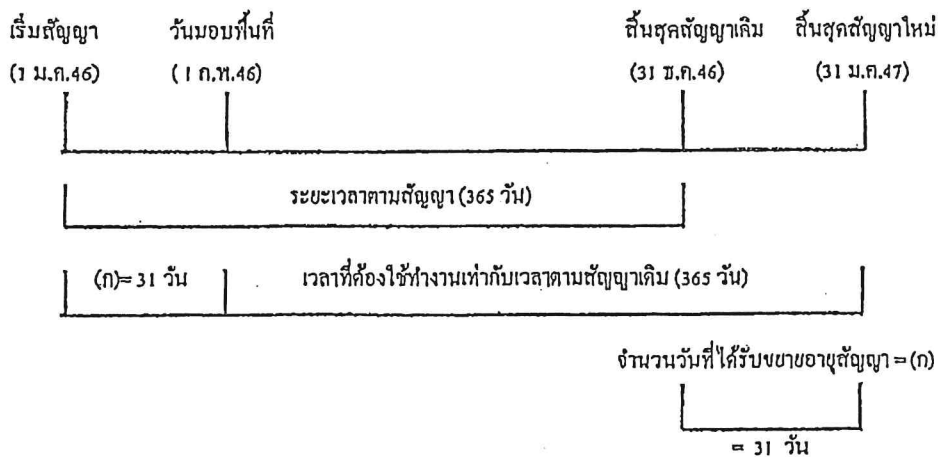 เริ่มสัญญา วันมอบพื้นที่ สิ้นสุดสัญญาเดิม สิ้นสุดสัญญาใหม่
(1 ม.ค.46) (1 ก.พ.46) (31 ธ.ค.46) (31 ม.ค.47)
ระยะเวลาตามสัญญา (365 วัน)
(ก)= 31 วัน เวลาที่ต้องใช้ทำงานเท่ากับเวลาตามสัญญาเดิม (365 วัน)
จำนวนวันที่ได้รับขยายอายุสัญญา = (ก)
= 31 วัน